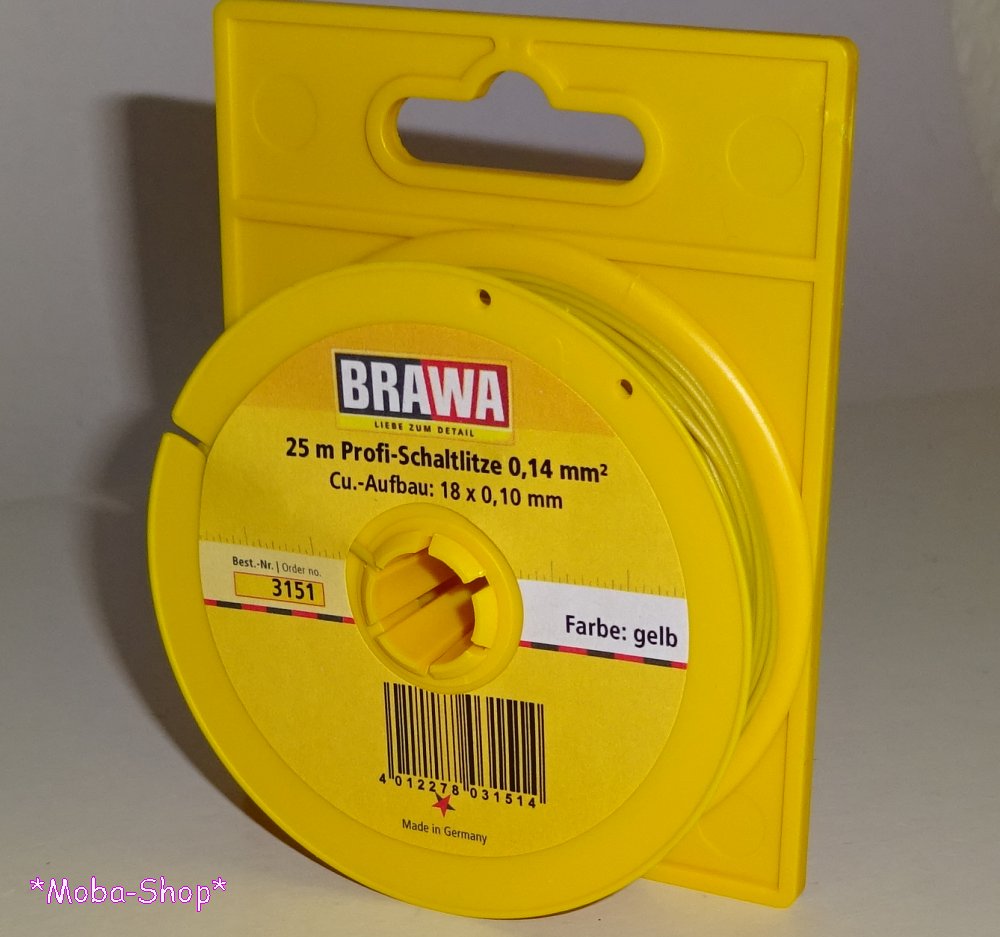 BRAWA
LIEBE ZUM DETAIL
25 m Profi-Schaltlitze 0,14 mm²
Cu.-Aufbau: 18 x 0,10 mm
Best.-Nr. | Order no.
3151
Farbe: gelb
4 012278 031514
Made in Germany
*Moba-Shop*